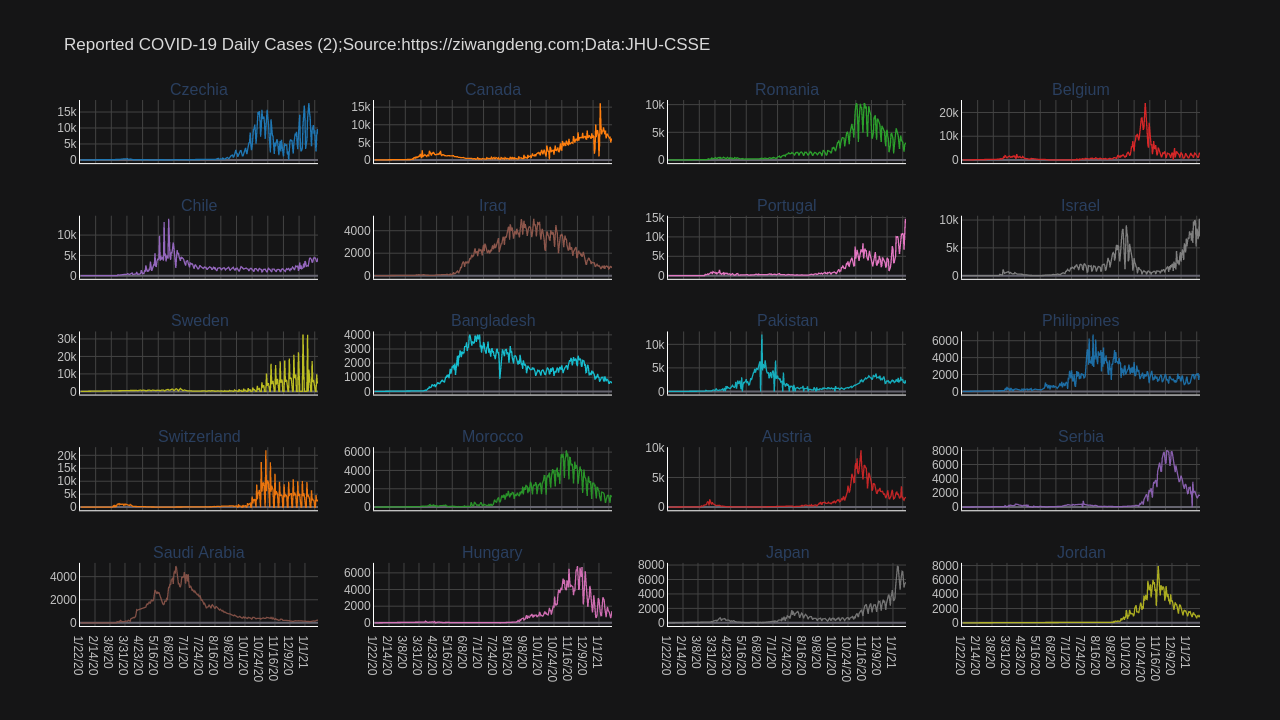 Reported COVID-19 Daily Cases (2);Source:https://ziwangdeng.com;Data:JHU-CSSE
Czechia
Canada
Romania
Belgium
15k
10k
5k
0
15k
10k
5k
0
10k
5k
0
20k
10k
0
Chile
Iraq
Portugal
Israel
10k
5k
0
4000
2000
0
15k
10k
5k
0
10k
5k
0
Sweden
Bangladesh
Pakistan
Philippines
30k
20k
10k
0
4000
3000
2000
1000
0
10k
5k
0
6000
4000
2000
0
Switzerland
Morocco
Austria
Serbia
20k
15k
10k
5k
0
6000
4000
2000
0
10k
5k
0
8000
6000
4000
2000
0
Saudi Arabia
Hungary
Japan
Jordan
4000
2000
0
6000
4000
2000
0
8000
6000
4000
2000
0
8000
6000
4000
2000
0
1/22/20
2/14/20
3/8/20
3/31/20
4/23/20
5/16/20
6/8/20
7/1/20
7/24/20
8/16/20
9/8/20
10/1/20
10/24/20
11/16/20
12/9/20
1/1/21
1/22/20
2/14/20
3/8/20
3/31/20
4/23/20
5/16/20
6/8/20
7/1/20
7/24/20
8/16/20
9/8/20
10/1/20
10/24/20
11/16/20
12/9/20
1/1/21
1/22/20
2/14/20
3/8/20
3/31/20
4/23/20
5/16/20
6/8/20
7/1/20
7/24/20
8/16/20
9/8/20
10/1/20
10/24/20
11/16/20
12/9/20
1/1/21
1/22/20
2/14/20
3/8/20
3/31/20
4/23/20
5/16/20
6/8/20
7/1/20
7/24/20
8/16/20
9/8/20
10/1/20
10/24/20
11/16/20
12/9/20
1/1/21